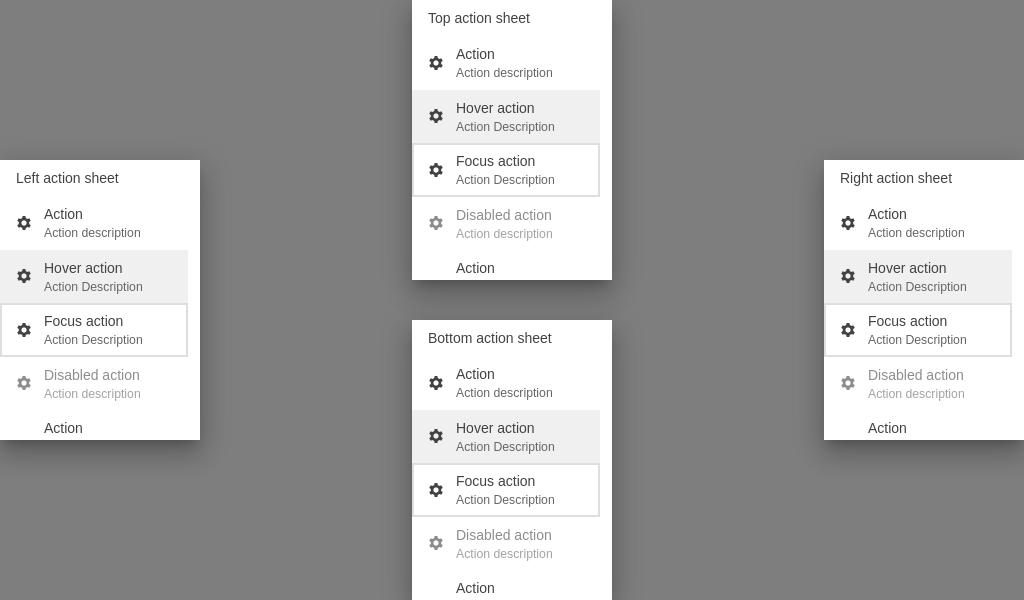 Top action sheet
Action
Action description
Hover action
Action Description
Focus action
Action Description
Disabled action
Action description
Action
Left action sheet
Action
Action description
Hover action
Action Description
Focus action
Action Description
Disabled action
Action description
Action
Right action sheet
Action
Action description
Hover action
Action Description
Focus action
Action Description
Disabled action
Action description
Action
Bottom action sheet
Action
Action description
Hover action
Action Description
Focus action
Action Description
Disabled action
Action description
Action